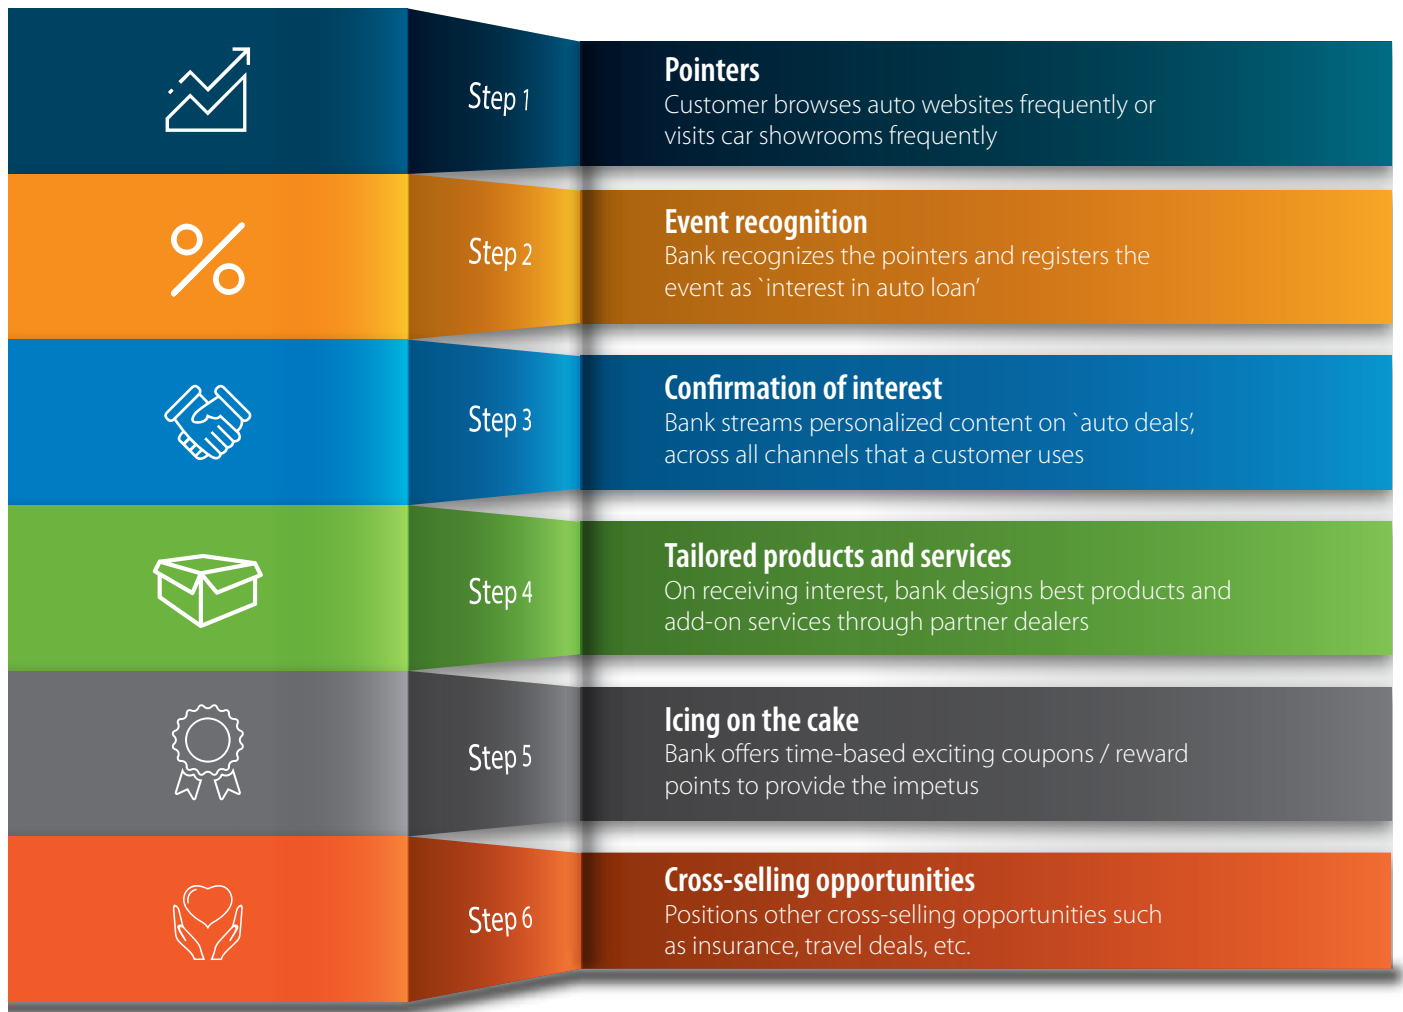 Step 1
Pointers
Customer browses auto websites frequently or
visits car showrooms frequently
Step 2
Event recognition
Bank recognizes the pointers and registers the
event as `interest in auto loan’
Step 3
Confirmation of interest
Bank streams personalized content on `auto deals’,
across all channels that a customer uses
Step 4
Tailored products and services
On receiving interest, bank designs best products and
add-on services through partner dealers
Step 5
Icing on the cake
Bank offers time-based exciting coupons / reward
points to provide the impetus
Step 6
Cross-selling opportunities
Positions other cross-selling opportunities such
as insurance, travel deals, etc.